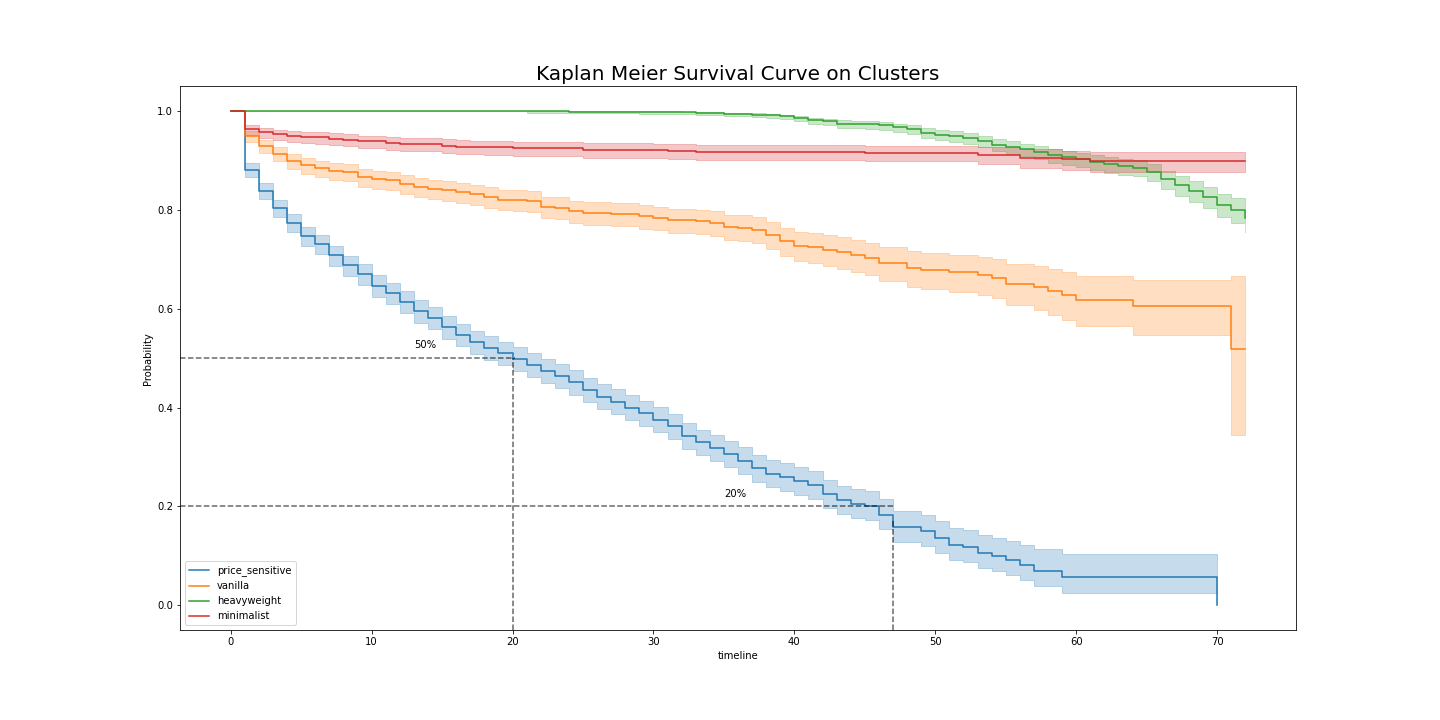 Kaplan Meier Survival Curve on Clusters
1.0
0.8
0.6
0.4
0.2
0.0
Probability
50%
20%
price_sensitive
vanilla
heavyweight
minimalist
0 10 20 30 40 50 60 70
timeline